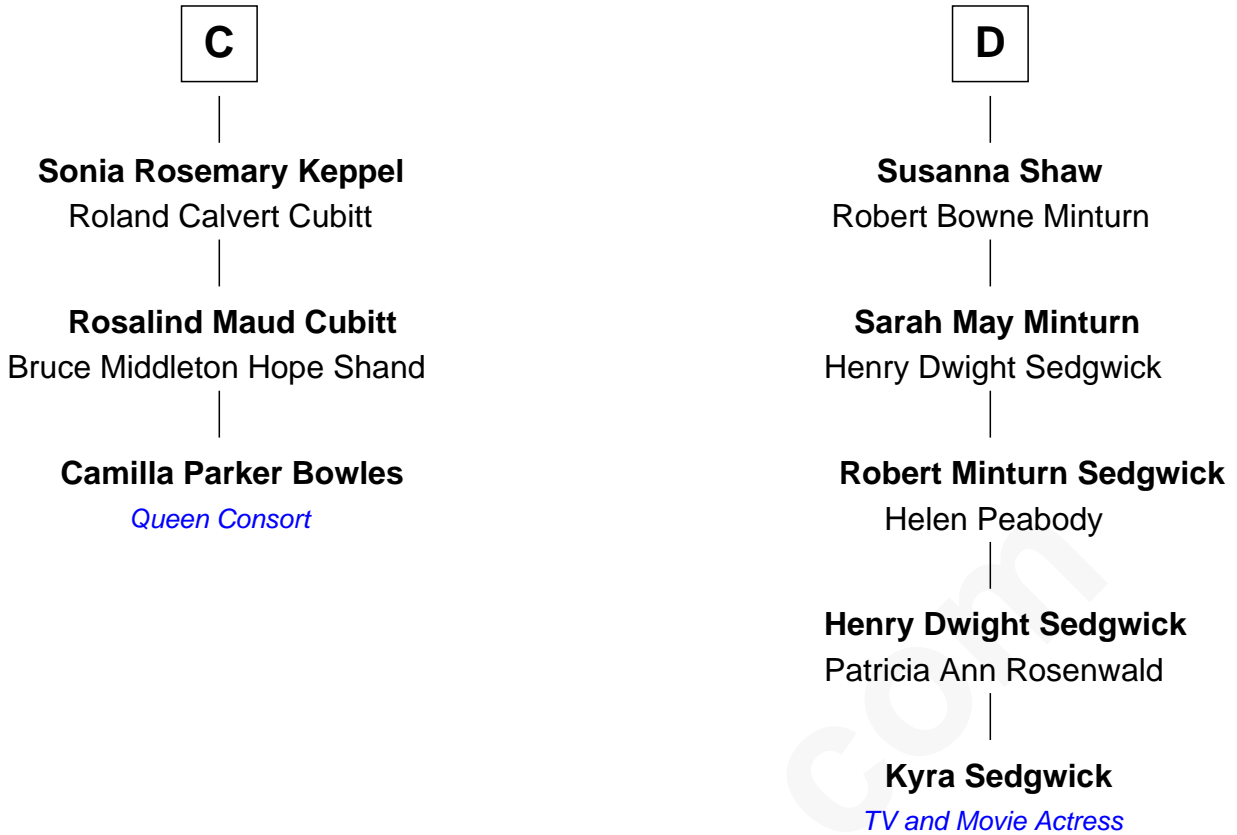 C
Sonia Rosemary Keppel
Roland Calvert Cubitt
Rosalind Maud Cubitt
Bruce Middleton Hope Shand
Camilla Parker Bowles
Queen Consort
D
Susanna Shaw
Robert Bowne Minturn
Sarah May Minturn
Henry Dwight Sedgwick
Robert Minturn Sedgwick
Helen Peabody
Henry Dwight Sedgwick
Patricia Ann Rosenwald
Kyra Sedgwick
TV and Movie Actress
com